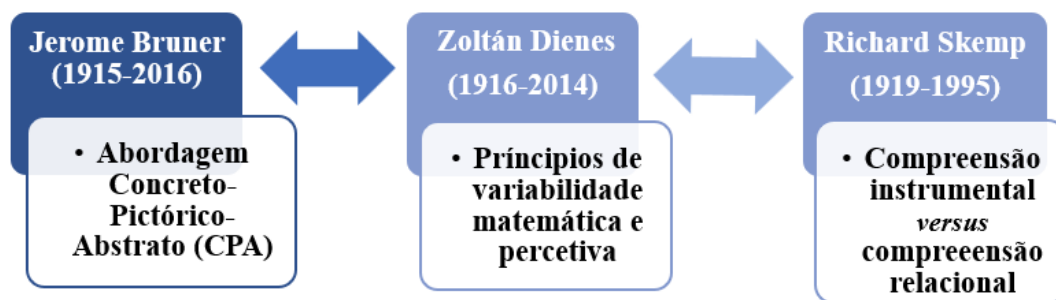 Jerome Bruner
(1915-2016)
• Abordagem
Concreto-
Pictórico-
Abstrato (CPA)
Zoltán Dienes
(1916-2014)
• Príncipios de
variabilidade
matemática e
percetiva
Richard Skemp
(1919-1995)
• Compreensão
instrumental
versus
compreeensão
relacional